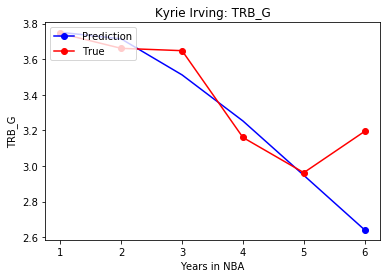 Kyrie Irving: TRB_G
Prediction
True
3.8
3.6
3.4
3.2
3.0
2.8
2.6
TRB_G
1 2 3 4 5 6
Years in NBA